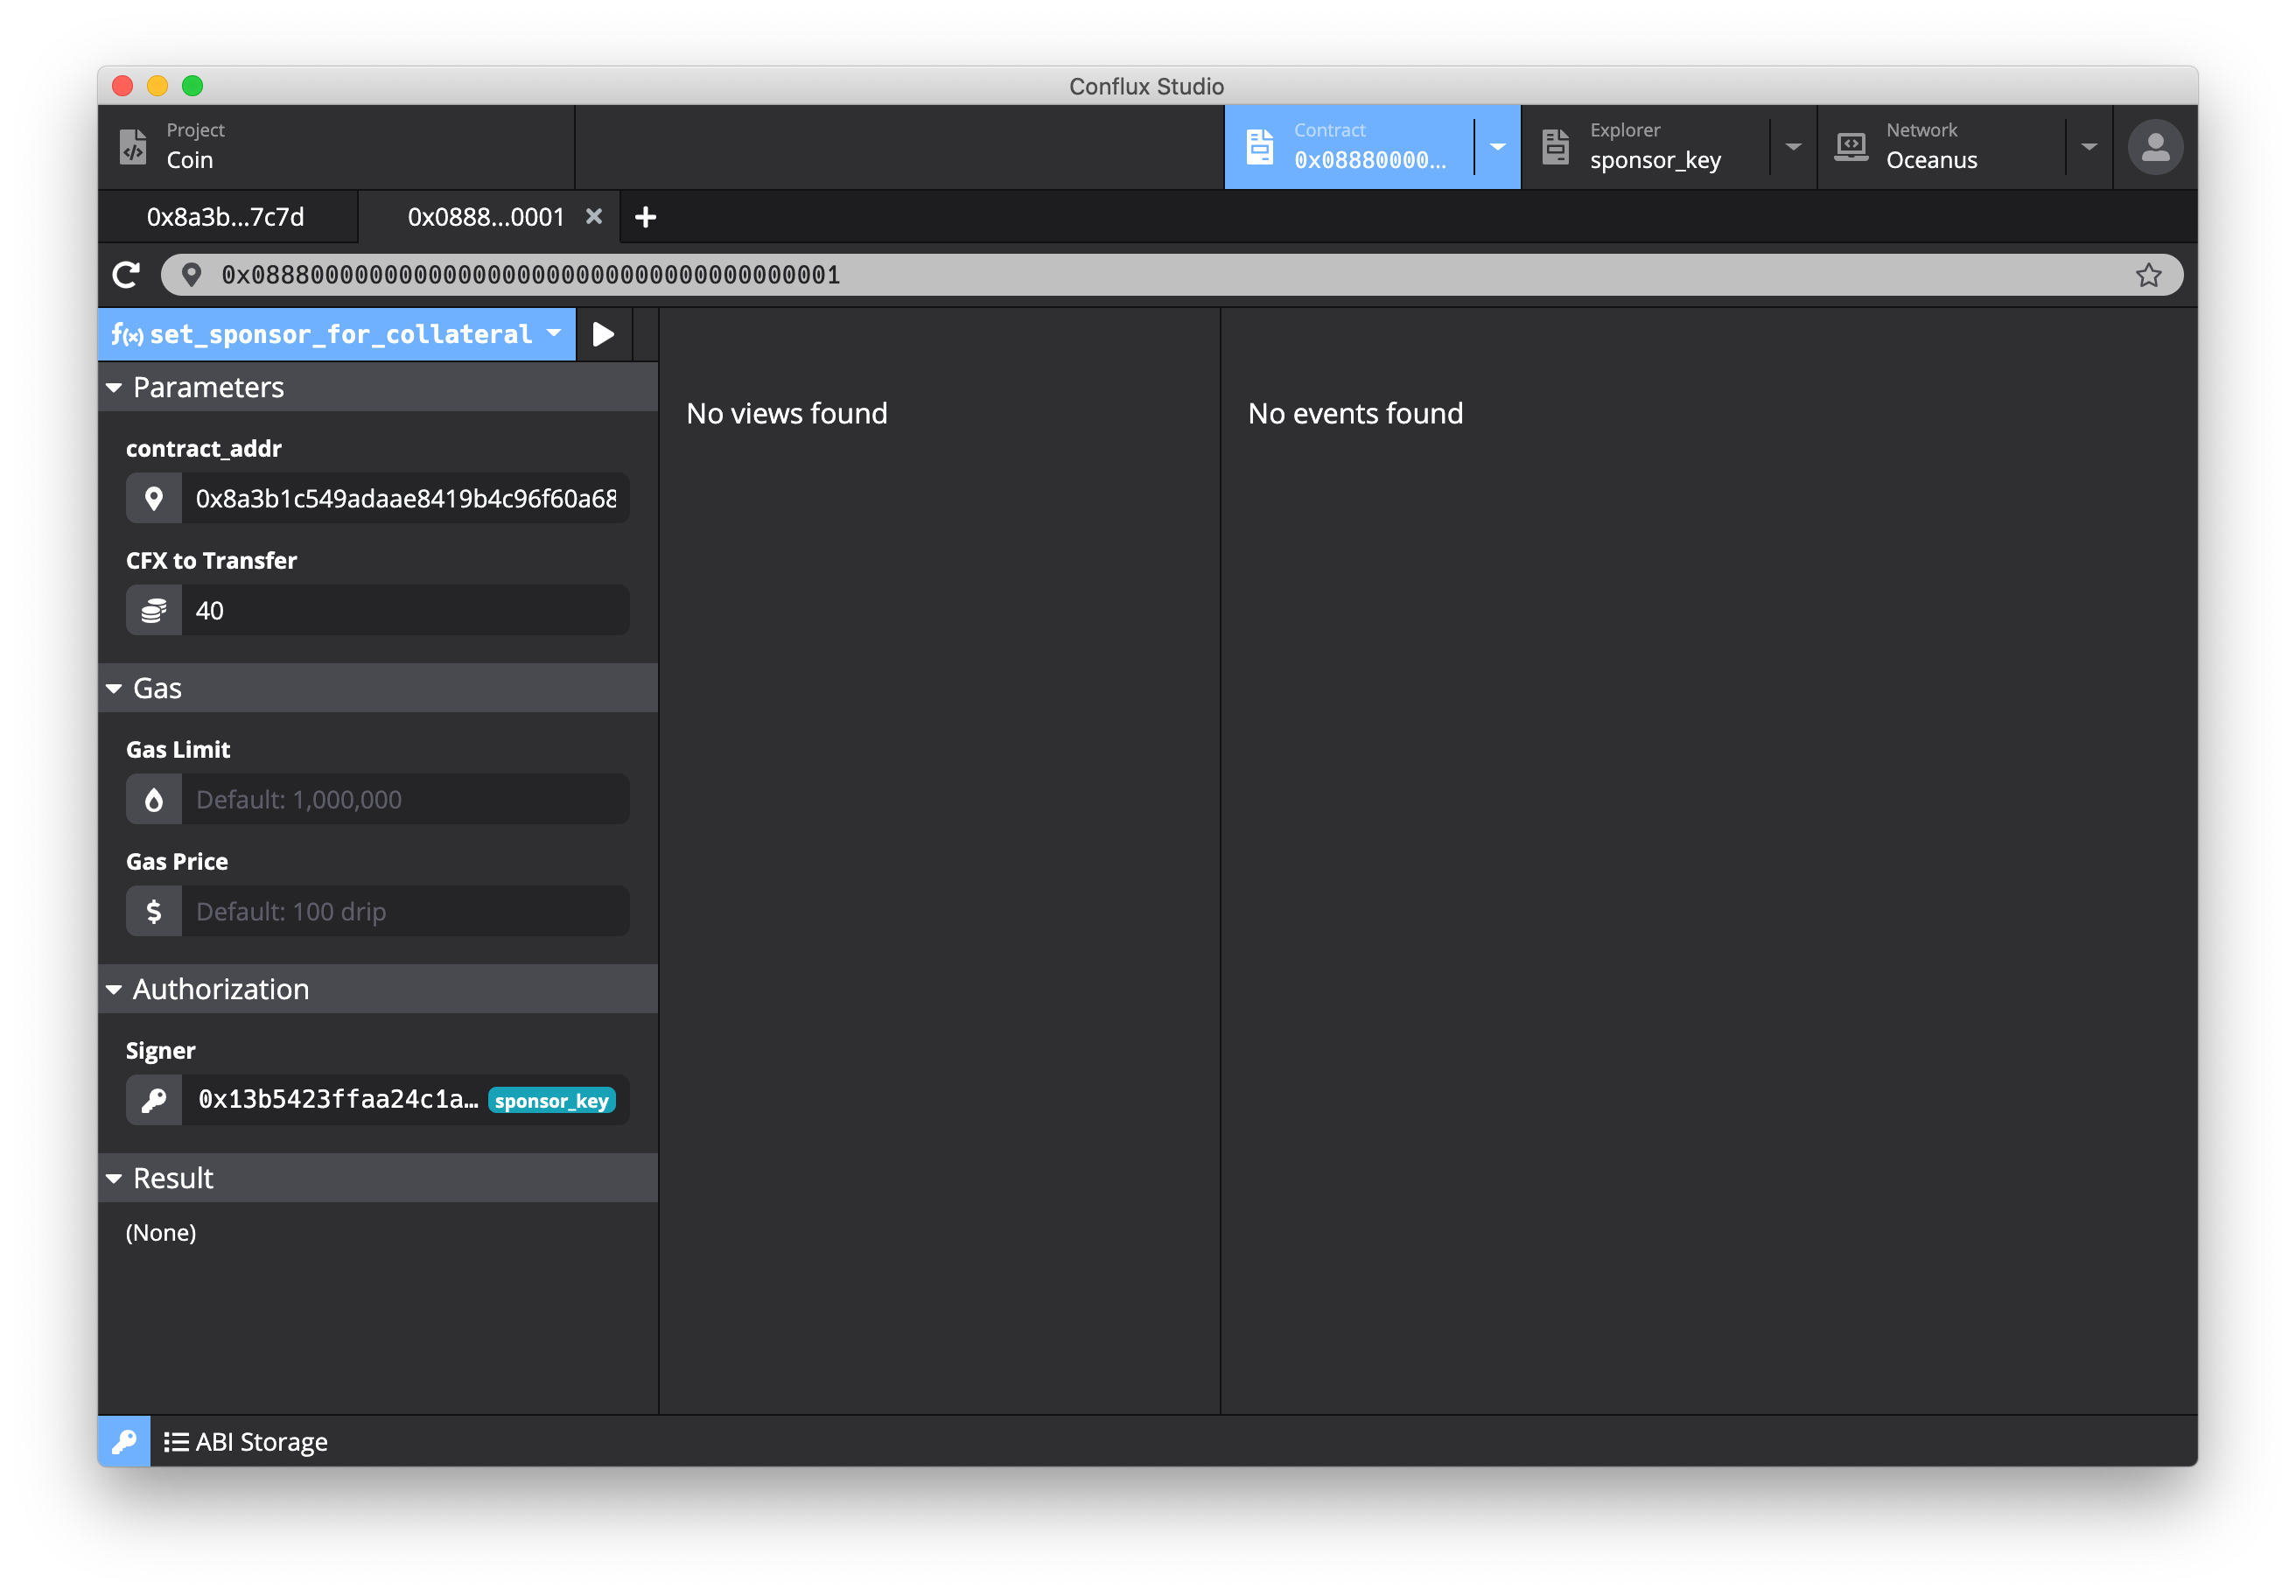 Conflux Studio
Project
Coin
Contract
0x08880000...
Explorer
sponsor_key
Network
Oceanus
0x8a3b...7c7d
0x0888...0001
0x0888000000000000000000000000000000000001
f(x) set_sponsor_for_collateral
Parameters
contract_addr
0x8a3b1c549adaae8419b4c96f60a68
CFX to Transfer
40
Gas
Gas Limit
Default: 1,000,000
Gas Price
Default: 100 drip
Authorization
Signer
0x13b5423ffaa24c1a... sponsor_key
Result
(None)
No views found
No events found
ABI Storage